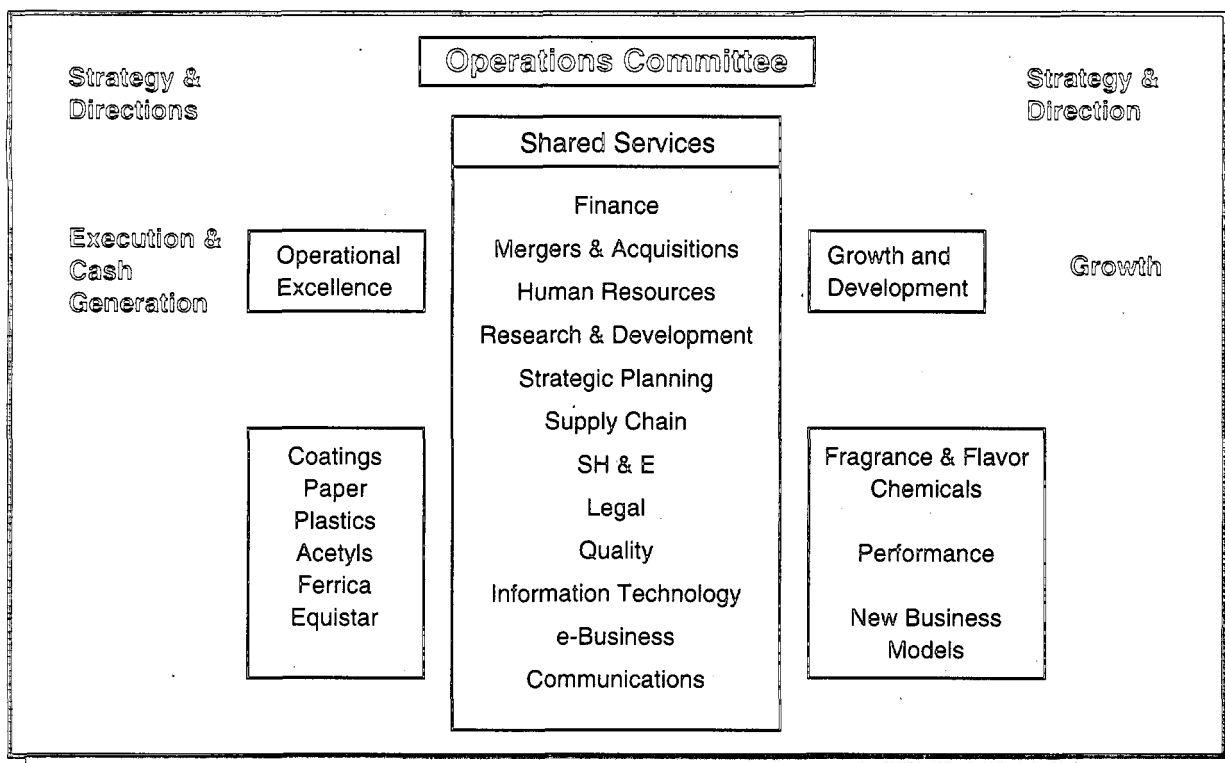 Operations Committee
Strategy &
Directions
Strategy &
Direction
Shared Services
Finance
Mergers & Acquisitions
Human Resources
Research & Development
Strategic Planning
Supply Chain
SH & E
Legal
Quality
Information Technology
e-Business
Communications
Execution &
Cash
Generation
Operational
Excellence
Coatings
Paper
Plastics
Acetyls
Ferrica
Equistar
Growth and
Development
Growth
Fragrance & Flavor
Chemicals
Performance
New Business
Models